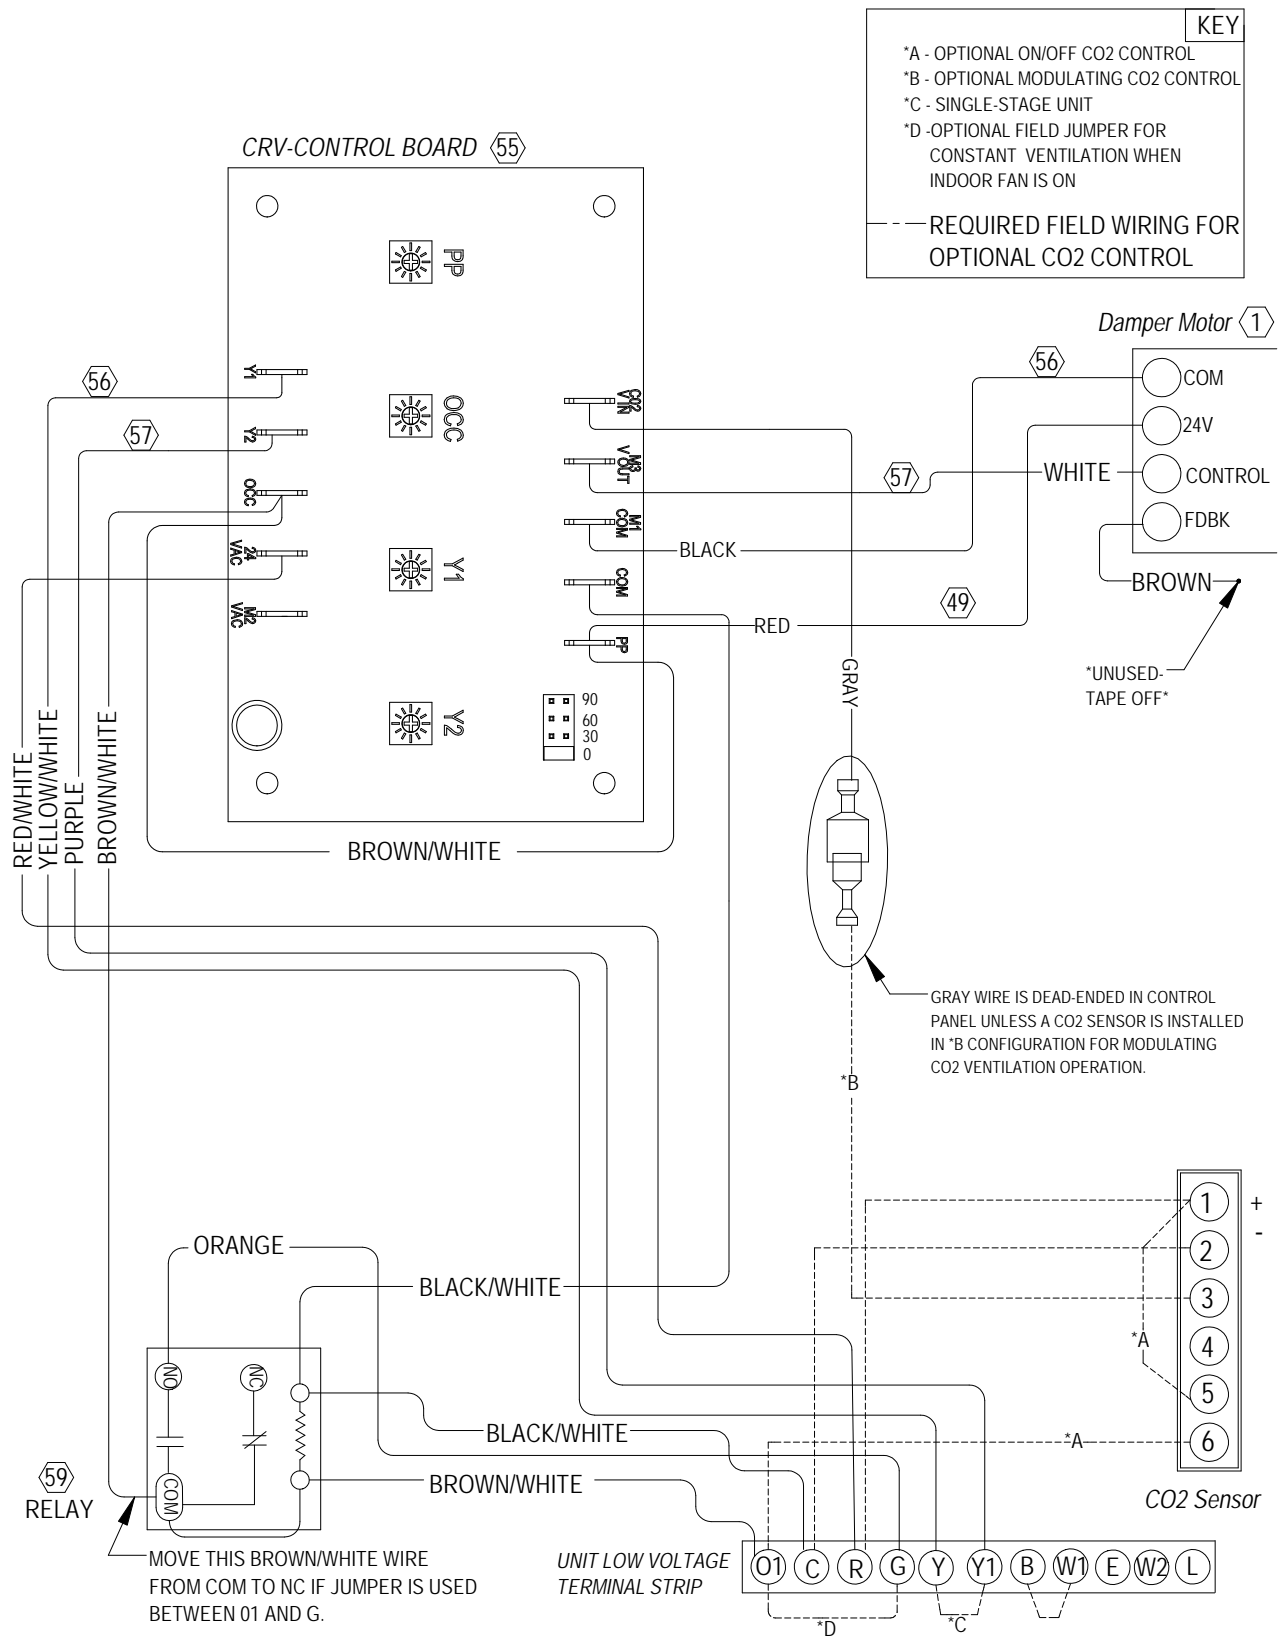 KEY
*A - OPTIONAL ON/OFF CO2 CONTROL
*B - OPTIONAL MODULATING CO2 CONTROL
*C - SINGLE-STAGE UNIT
*D -OPTIONAL FIELD JUMPER FOR
CONSTANT VENTILATION WHEN
INDOOR FAN IS ON
REQUIRED FIELD WIRING FOR
OPTIONAL CO2 CONTROL
CRV-CONTROL BOARD 55
PP
OCC
Y1
Y2
Y1
Y2
OCC
24
VAC
M2
VAC
CO2
VIN
M3
V OUT
M1
COM
COM
PP
90
60
30
0
56
57
Damper Motor 1
COM
24V
CONTROL
FDBK
56
57
WHITE
BLACK
49
RED
BROWN
*UNUSED-
TAPE OFF*
GRAY
RED/WHITE
YELLOW/WHITE
PURPLE
BROWN/WHITE
BROWN/WHITE
GRAY WIRE IS DEAD-ENDED IN CONTROL
PANEL UNLESS A CO2 SENSOR IS INSTALLED
IN *B CONFIGURATION FOR MODULATING
CO2 VENTILATION OPERATION.
*B
ORANGE
BLACK/WHITE
BLACK/WHITE
BROWN/WHITE
NO
NC
COM
59
RELAY
MOVE THIS BROWN/WHITE WIRE
FROM COM TO NC IF JUMPER IS USED
BETWEEN 01 AND G.
1
2
3
4
5
6
+
-
*A
*A
CO2 Sensor
UNIT LOW VOLTAGE
TERMINAL STRIP
O1 C R G Y Y1 B W1 E W2 L
*D
*C